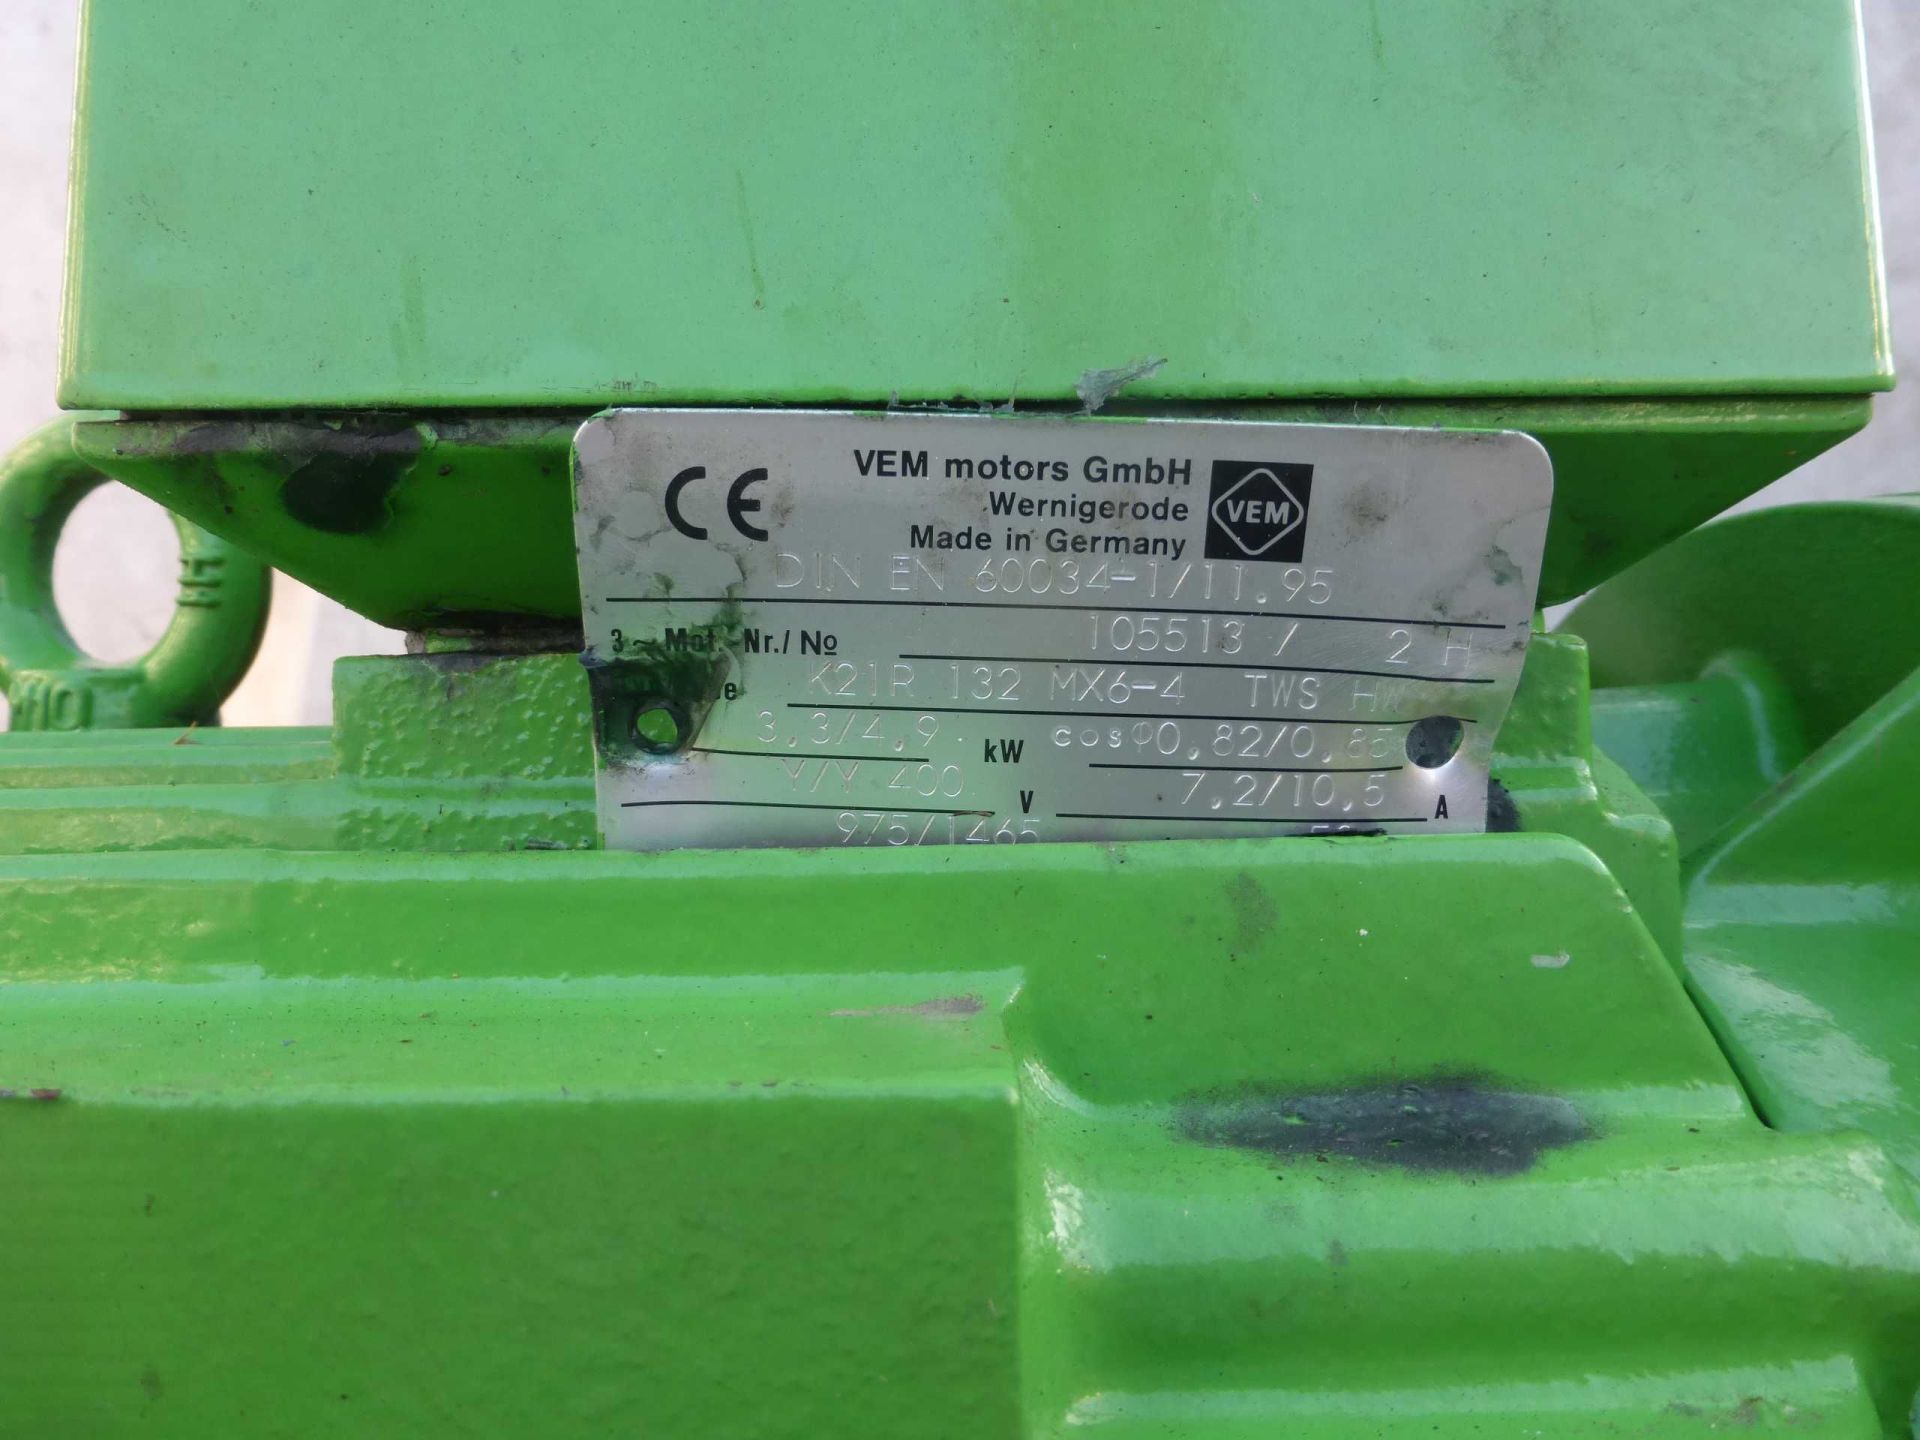 CE
VEM motors GmbH
Wernigerode
Made in Germany
VEM
DIN EN 60034-1/11.95
3 ~ Mot.-Nr./№ 105513 / 2 H
K21R 132 MX6-4 TWS HW
3,3/4,9 kW cosφ0,82/0,85
Y/Y 400 V 7,2/10,5 A
975/1465
M10